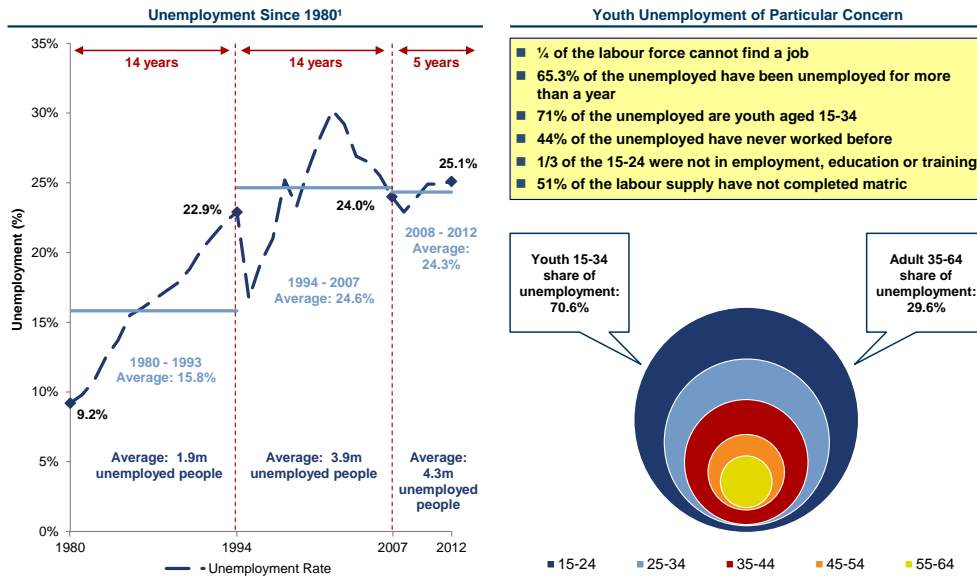 Unemployment Since 1980¹
35%
30%
25%
20%
15%
10%
5%
0%
Unemployment (%)
14 years
14 years
5 years
22.9%
24.0%
25.1%
9.2%
1980 - 1993
Average: 15.8%
1994 - 2007
Average: 24.6%
2008 - 2012
Average:
24.3%
Average: 1.9m
unemployed people
Average: 3.9m
unemployed people
Average:
4.3m
unemployed
people
1980
1994
2007
2012
Unemployment Rate
Youth Unemployment of Particular Concern
¼ of the labour force cannot find a job
65.3% of the unemployed have been unemployed for more
than a year
71% of the unemployed are youth aged 15-34
44% of the unemployed have never worked before
1/3 of the 15-24 were not in employment, education or training
51% of the labour supply have not completed matric
Youth 15-34
share of
unemployment:
70.6%
Adult 35-64
share of
unemployment:
29.6%
15-24
25-34
35-44
45-54
55-64